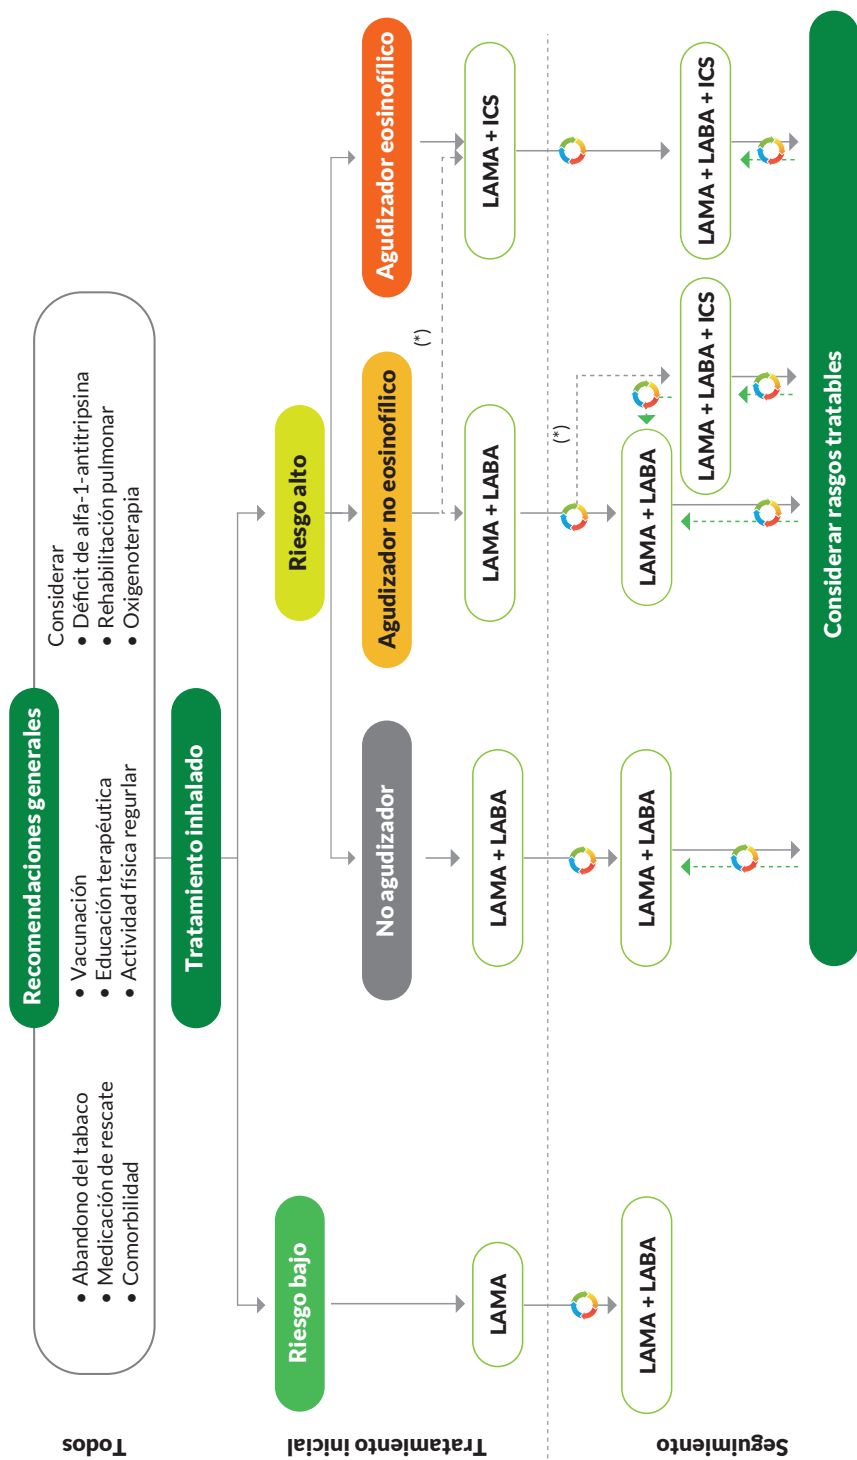 Todos
Recomendaciones generales
• Abandono del tabaco
• Medicación de rescate
• Comorbilidad
• Vacunación
• Educación terapéutica
• Actividad física regurlar
Considerar
• Déficit de alfa-1-antitripsina
• Rehabilitación pulmonar
• Oxigenoterapia
Tratamiento inicial
Tratamiento inhalado
Riesgo bajo
Riesgo alto
No agudizador
Agudizador no eosinofílico
Agudizador eosinofílico
(*)
LAMA
LAMA + LABA
LAMA + LABA
LAMA + ICS
Seguimiento
(*)
LAMA + LABA
LAMA + LABA
LAMA + LABA
LAMA + LABA + ICS
LAMA + LABA + ICS
Considerar rasgos tratables